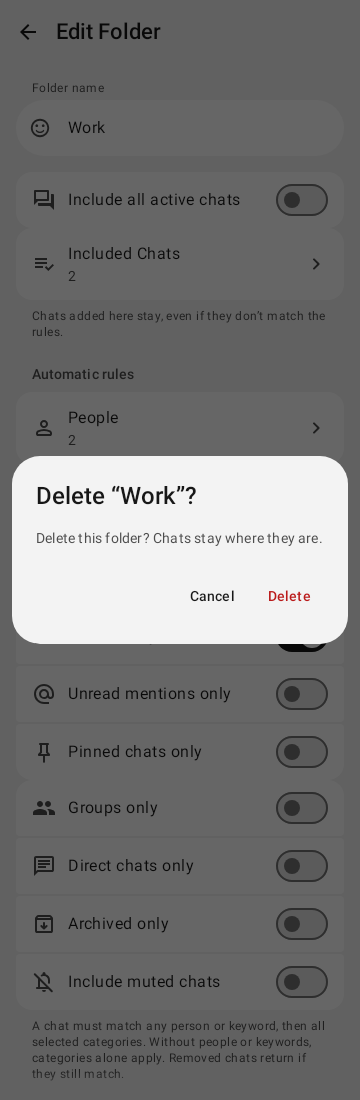 Edit Folder
Folder name
Work
Include all active chats
Included Chats
2
Chats added here stay, even if they don't match the
rules.
Automatic rules
People
2
Delete “Work”?
Delete this folder? Chats stay where they are.
Cancel
Delete
Unread mentions only
Pinned chats only
Groups only
Direct chats only
Archived only
Include muted chats
A chat must match any person or keyword, then all
selected categories. Without people or keywords,
categories alone apply. Removed chats return if
they still match.